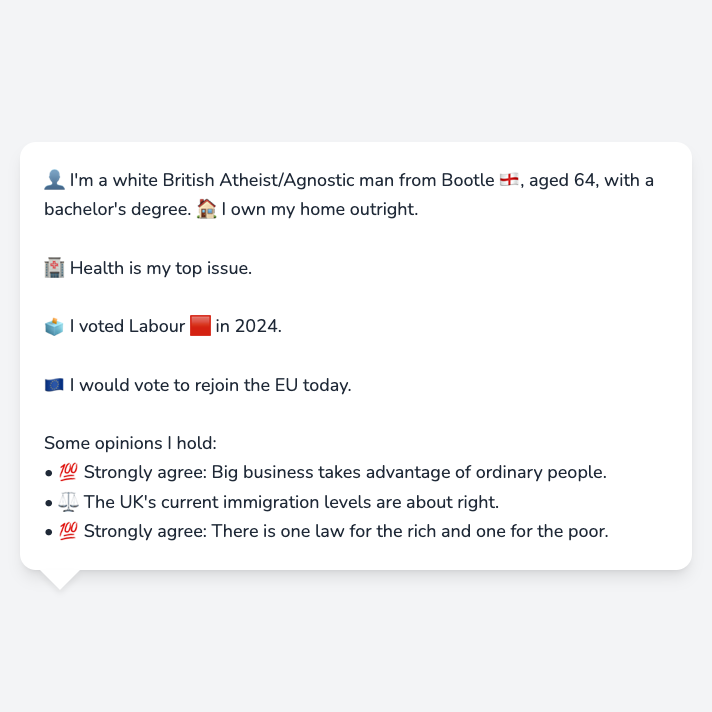 👤 I'm a white British Atheist/Agnostic man from Bootle 🏴󠁧󠁢󠁥󠁮󠁧󠁿, aged 64, with a
bachelor's degree. 🏠 I own my home outright.
🏥 Health is my top issue.
🗳️ I voted Labour 🟥 in 2024.
🇪🇺 I would vote to rejoin the EU today.
Some opinions I hold:
• 💯 Strongly agree: Big business takes advantage of ordinary people.
• ⚖️ The UK's current immigration levels are about right.
• 💯 Strongly agree: There is one law for the rich and one for the poor.